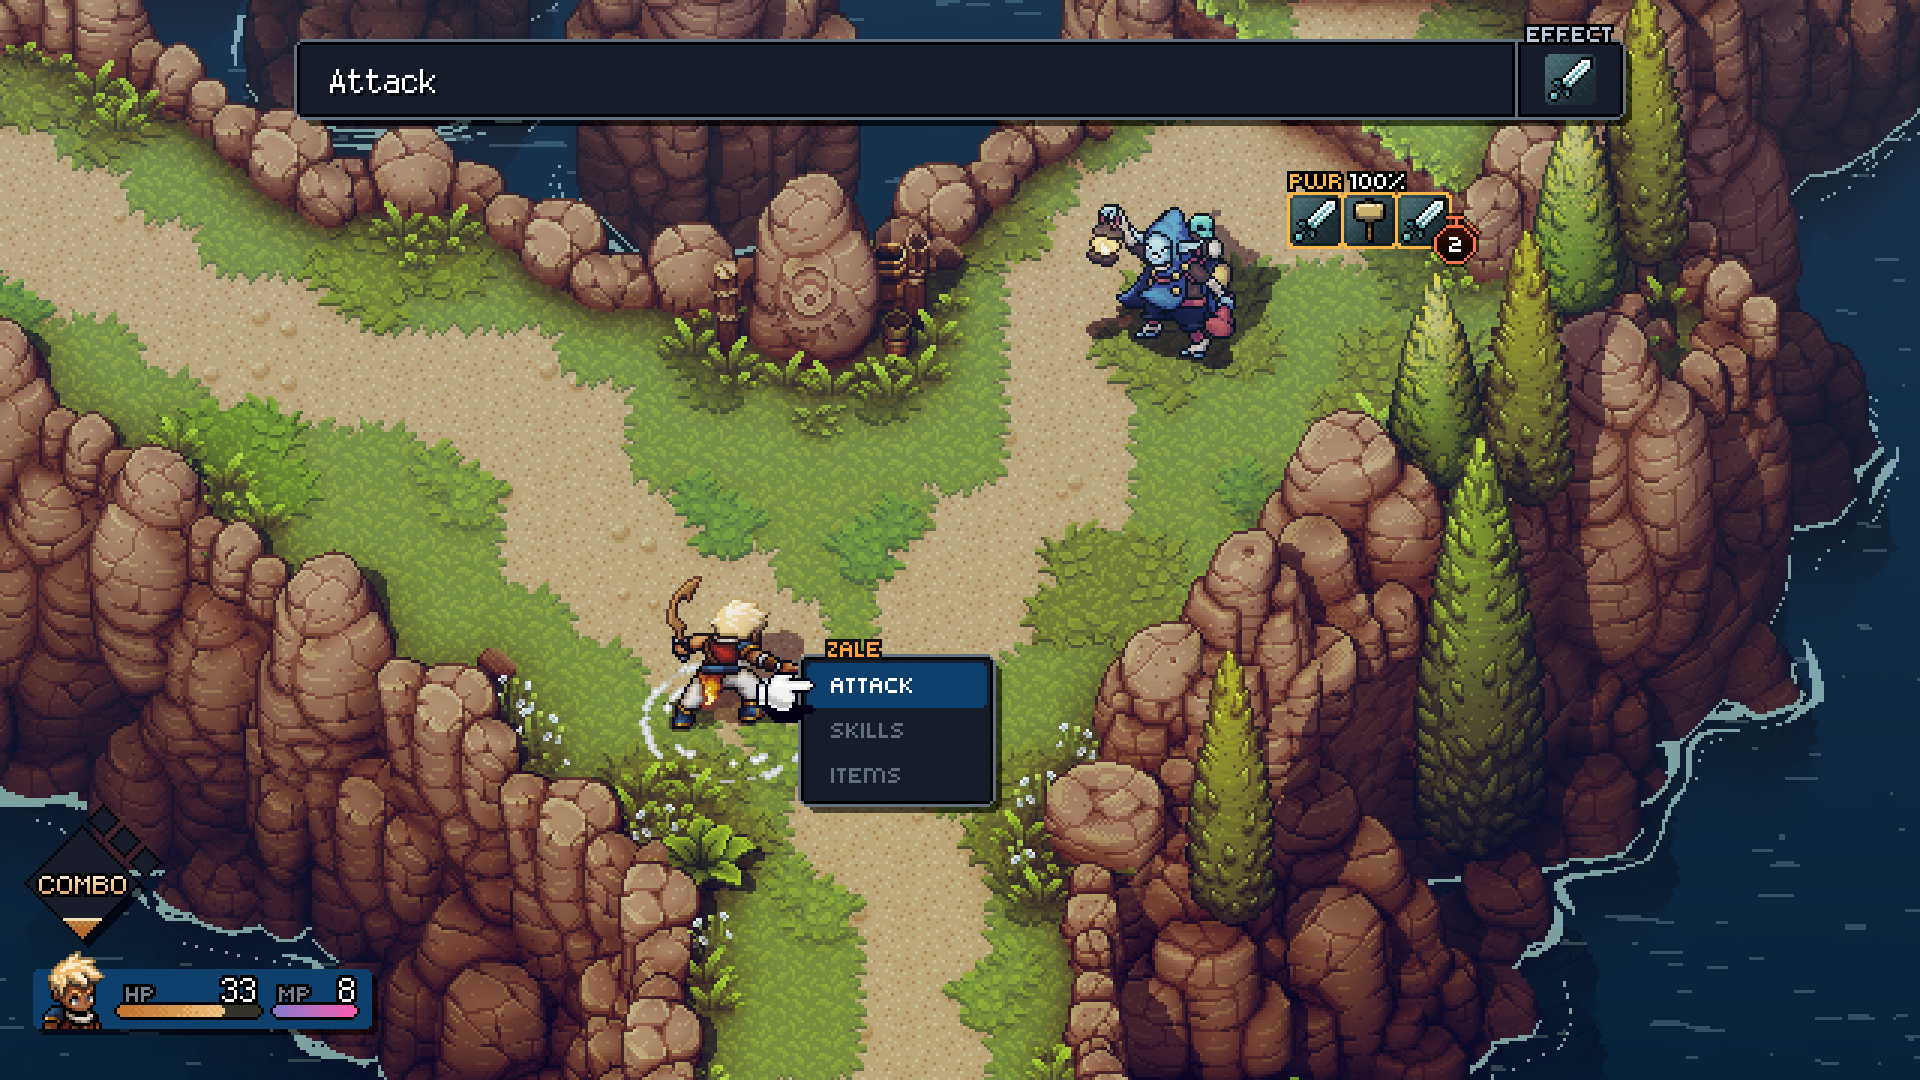 EFFECT
Attack
PWR 100%
2
ZALE
ATTACK
SKILLS
ITEMS
COMBO
HP 33 MP 8